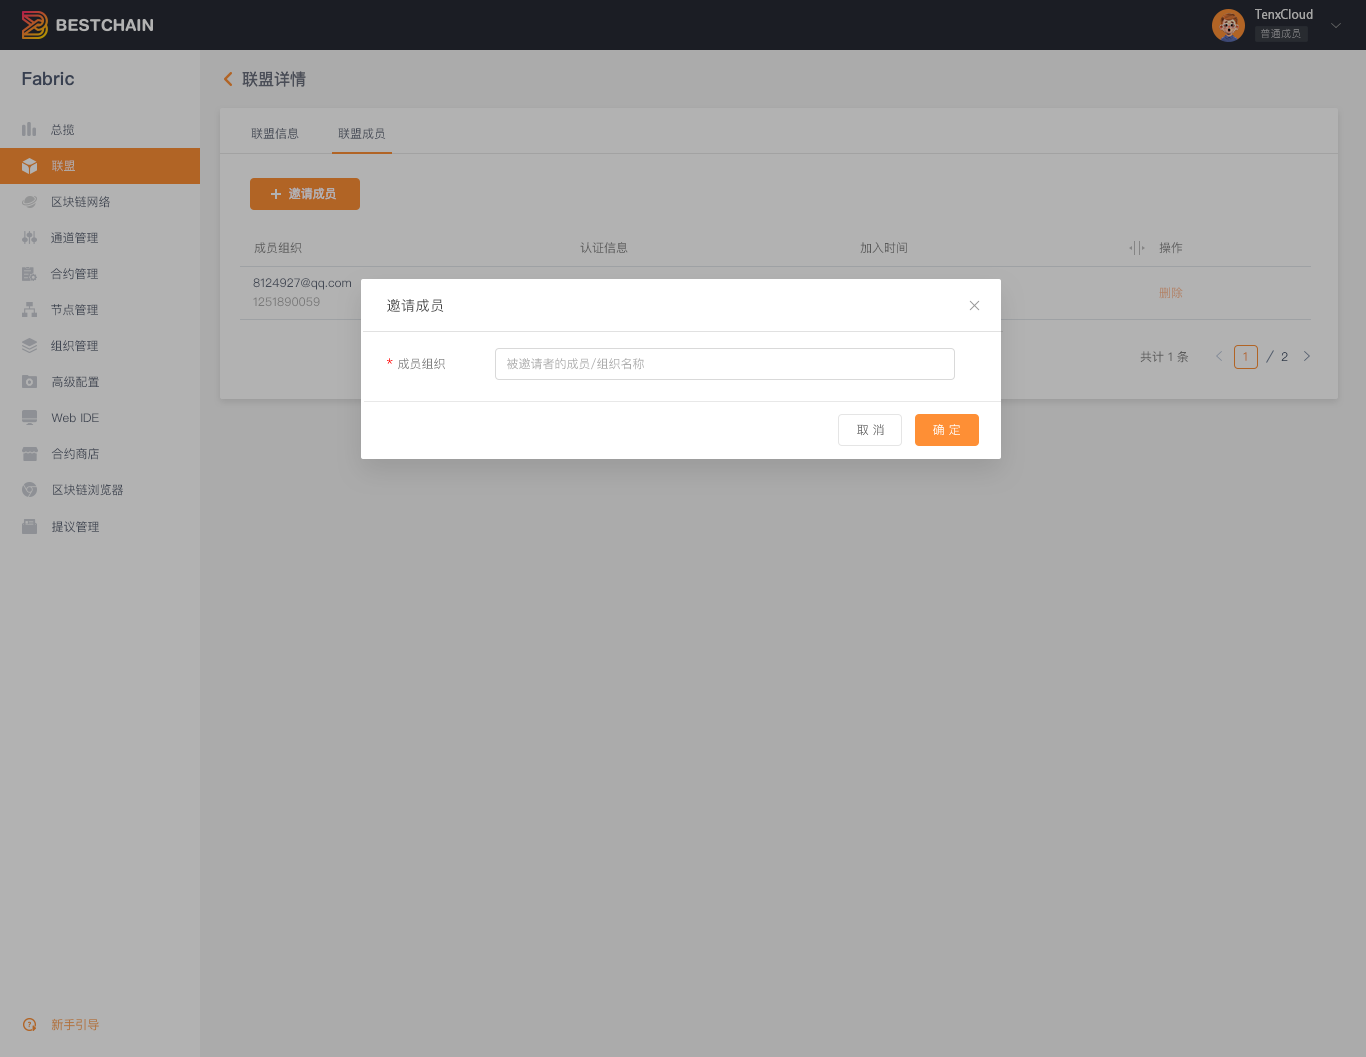 BESTCHAIN
TenxCloud
普通成员
Fabric
总揽
联盟
区块链网络
通道管理
合约管理
节点管理
组织管理
高级配置
Web IDE
合约商店
区块链浏览器
提议管理
新手引导
联盟详情
联盟信息 联盟成员
+ 邀请成员
成员组织 认证信息 加入时间 操作
8124927@qq.com
1251890059
删除
共计 1 条 1 / 2
邀请成员
* 成员组织 被邀请者的成员/组织名称
取 消 确 定